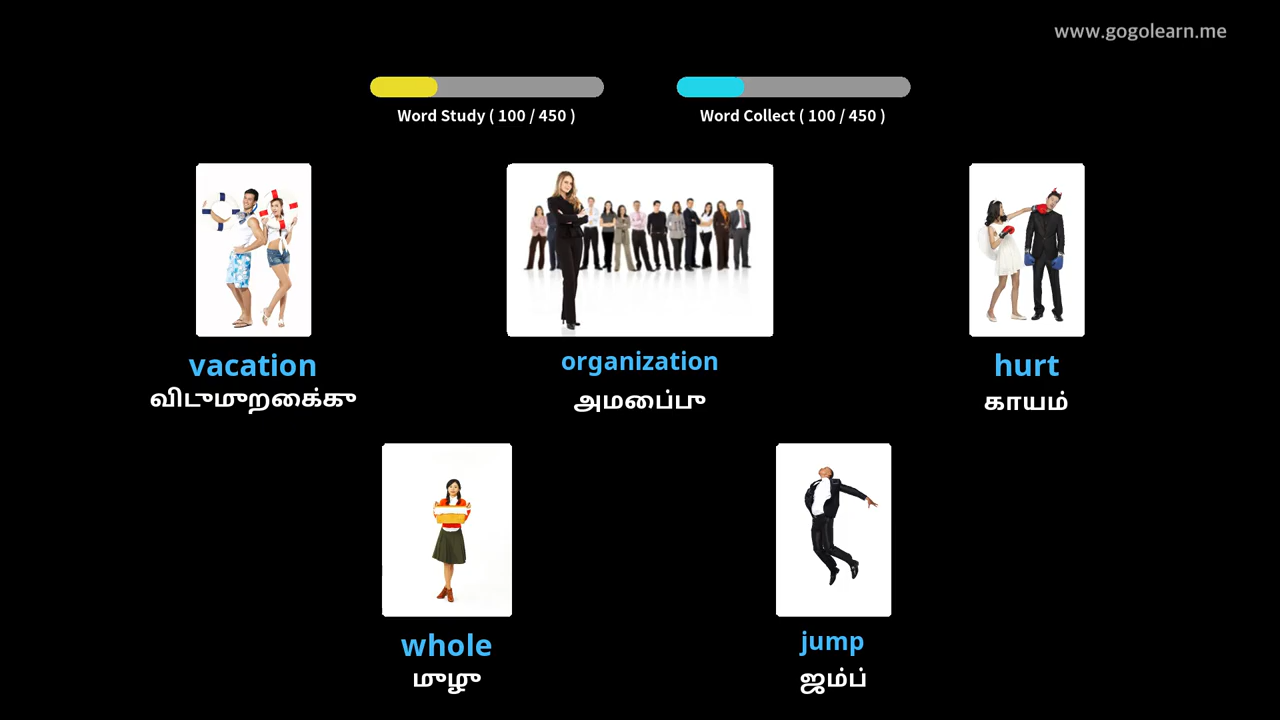 www.gogolearn.me
Word Study ( 100 / 450 )
Word Collect ( 100 / 450 )
vacation
விடுமுறைக்கு
organization
அமைப்பு
hurt
காயம்
whole
முழு
jump
ஜம்ப்